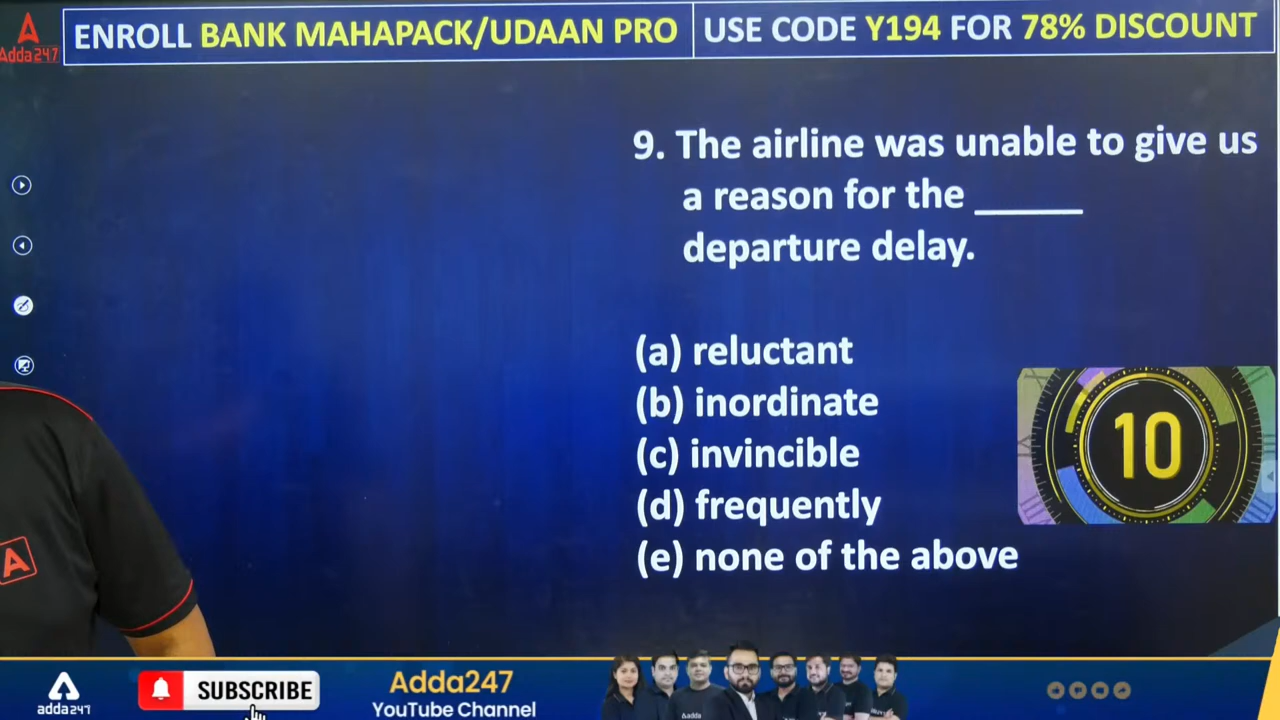 ENROLL BANK MAHAPACK/UDAAN PRO
USE CODE Y194 FOR 78% DISCOUNT
A
Adda247
9. The airline was unable to give us
a reason for the ______
departure delay.
(a) reluctant
(b) inordinate
(c) invincible
(d) frequently
(e) none of the above
10
A
adda247
SUBSCRIBE
Adda247
YouTube Channel
Adda